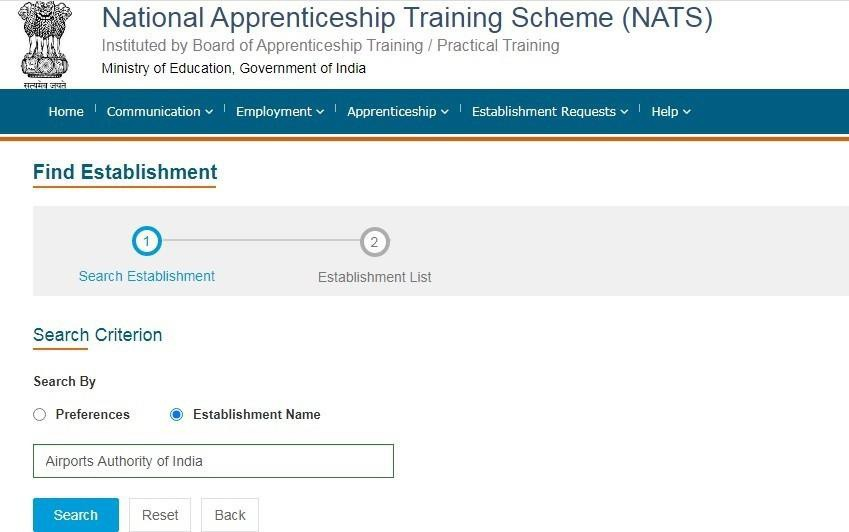 National Apprenticeship Training Scheme (NATS)
Instituted by Board of Apprenticeship Training / Practical Training
Ministry of Education, Government of India
सत्यमेव जयते
Home Communication Employment Apprenticeship Establishment Requests Help
Find Establishment
1 2
Search Establishment Establishment List
Search Criterion
Search By
Preferences Establishment Name
Airports Authority of India
Search Reset Back